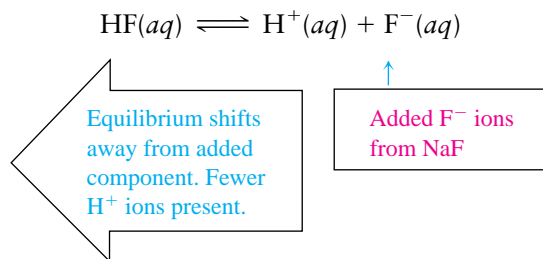 HF(aq) ⇌ H⁺(aq) + F⁻(aq)
Equilibrium shifts
away from added
component. Fewer
H⁺ ions present.
Added F⁻ ions
from NaF